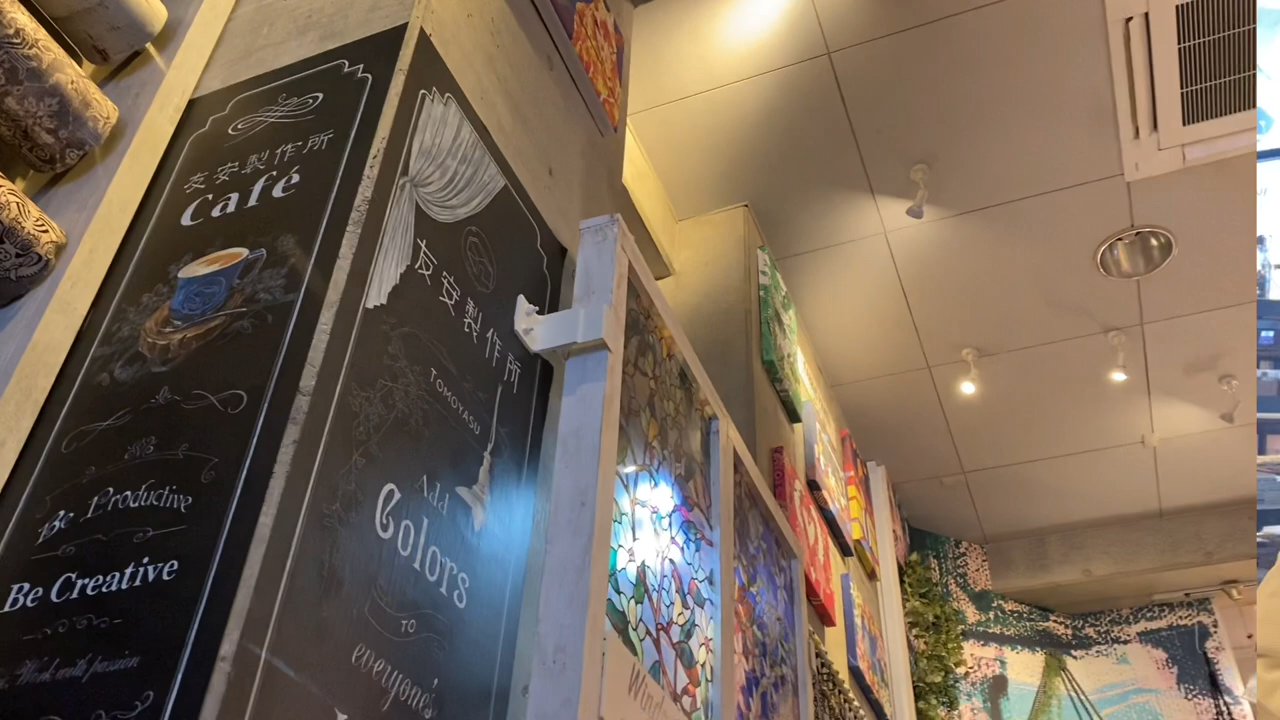 友安製作所
Café
Be Productive
Be Creative
Work with passion
友安製作所
TOMOYASU
Add
Colors
TO
everyone's